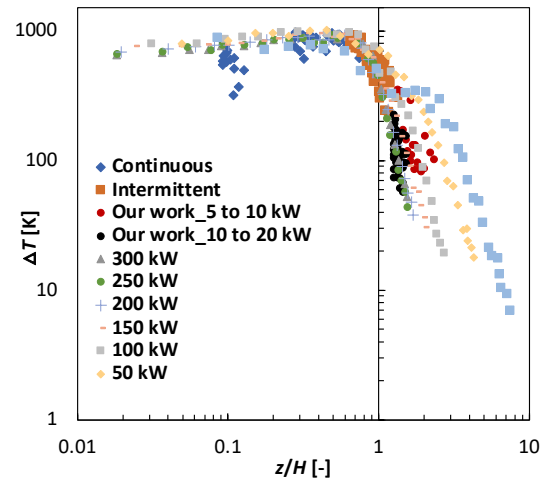 1000
100
10
1
ΔT [K]
Continuous
Intermittent
Our work_5 to 10 kW
Our work_10 to 20 kW
300 kW
250 kW
200 kW
150 kW
100 kW
50 kW
0.01
0.1
1
10
z/H [-]